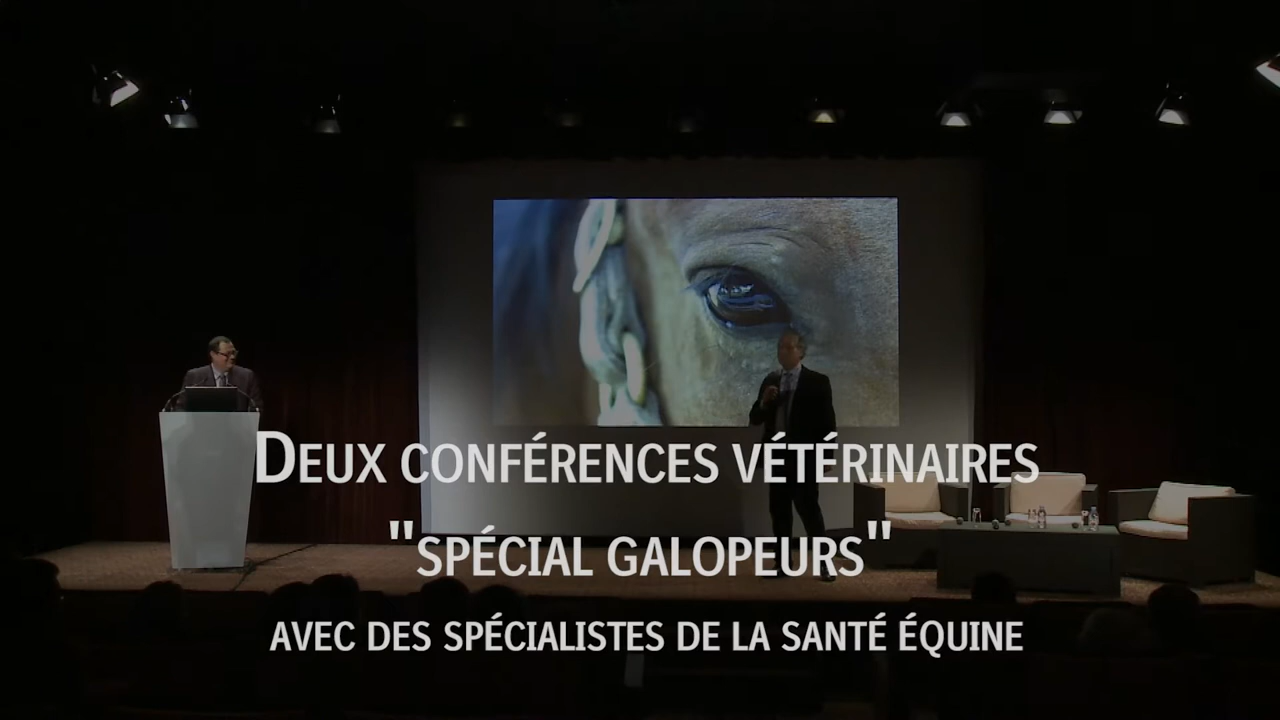 Deux conférences vétérinaires
"spécial galopeurs"
avec des spécialistes de la santé équine